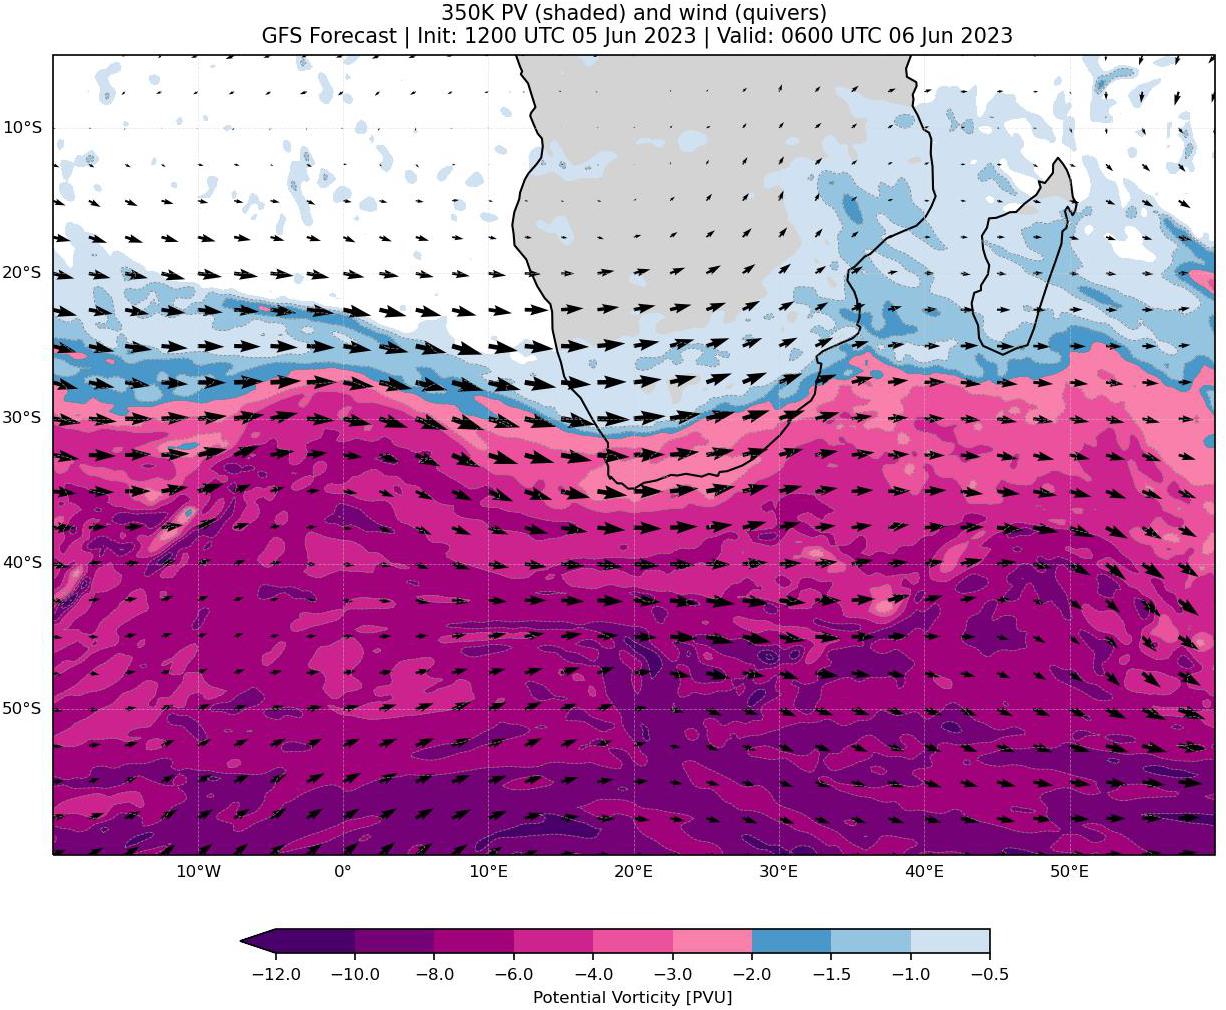 350K PV (shaded) and wind (quivers)
GFS Forecast | Init: 1200 UTC 05 Jun 2023 | Valid: 0600 UTC 06 Jun 2023
10°S
20°S
30°S
40°S
50°S
10°W 0° 10°E 20°E 30°E 40°E 50°E
−12.0 −10.0 −8.0 −6.0 −4.0 −3.0 −2.0 −1.5 −1.0 −0.5
Potential Vorticity [PVU]